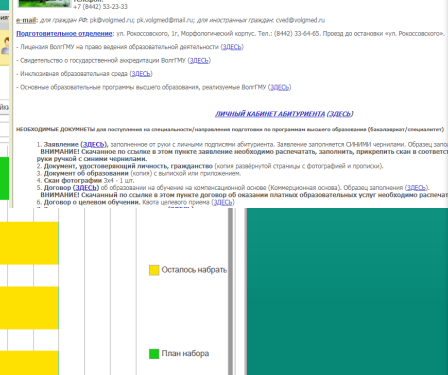 +7 (8442) 53-23-33
e-mail: для граждан РФ: pk@volgmed.ru; pk.volgmed@mail.ru; для иностранных граждан: cved@volgmed.ru
Подготовительное отделение: ул. Рокоссовского, 1г, Морфологический корпус. Тел.: (8442) 33-64-65. Проезд до остановки «ул. Рокоссовского».
- Лицензия ВолгГМУ на право ведения образовательной деятельности (ЗДЕСЬ)
- Свидетельство о государственной аккредитации ВолгГМУ (ЗДЕСЬ)
- Инклюзивная образовательная среда (ЗДЕСЬ)
- Основные образовательные программы высшего образования, реализуемые ВолгГМУ (ЗДЕСЬ)
ЛИЧНЫЙ КАБИНЕТ АБИТУРИЕНТА (ЗДЕСЬ)
НЕОБХОДИМЫЕ ДОКУМНЕТЫ для поступления на специальности/направления подготовки по программам высшего образования (бакалавриат/специалитет)
1. Заявление (ЗДЕСЬ), заполненное от руки с личными подписями абитуриента. Заявление заполняется СИНИМИ чернилами. Образец запо
ВНИМАНИЕ! Скачанное по ссылке в этом пункте заявление необходимо распечатать, заполнить, прикрепить скан в соответст
руки ручкой с синими чернилами.
2. Документ, удостоверяющий личность, гражданство (копия развёрнутой страницы с фотографией и прописки).
3. Документ об образовании (копия) с выпиской или приложением.
4. Скан фотографии 3х4 - 1 шт.
5. Договор (ЗДЕСЬ) об образовании на обучение на компенсационной основе (Коммерционная основа). Образец заполнения (ЗДЕСЬ).
ВНИМАНИЕ! Скачанный по ссылке в этом пункте договор об оказании платных образовательных услуг необходимо распечат
6. Договор о целевом обучении. Квота целевого приема (ЗДЕСЬ)
Осталось набрать
План набора